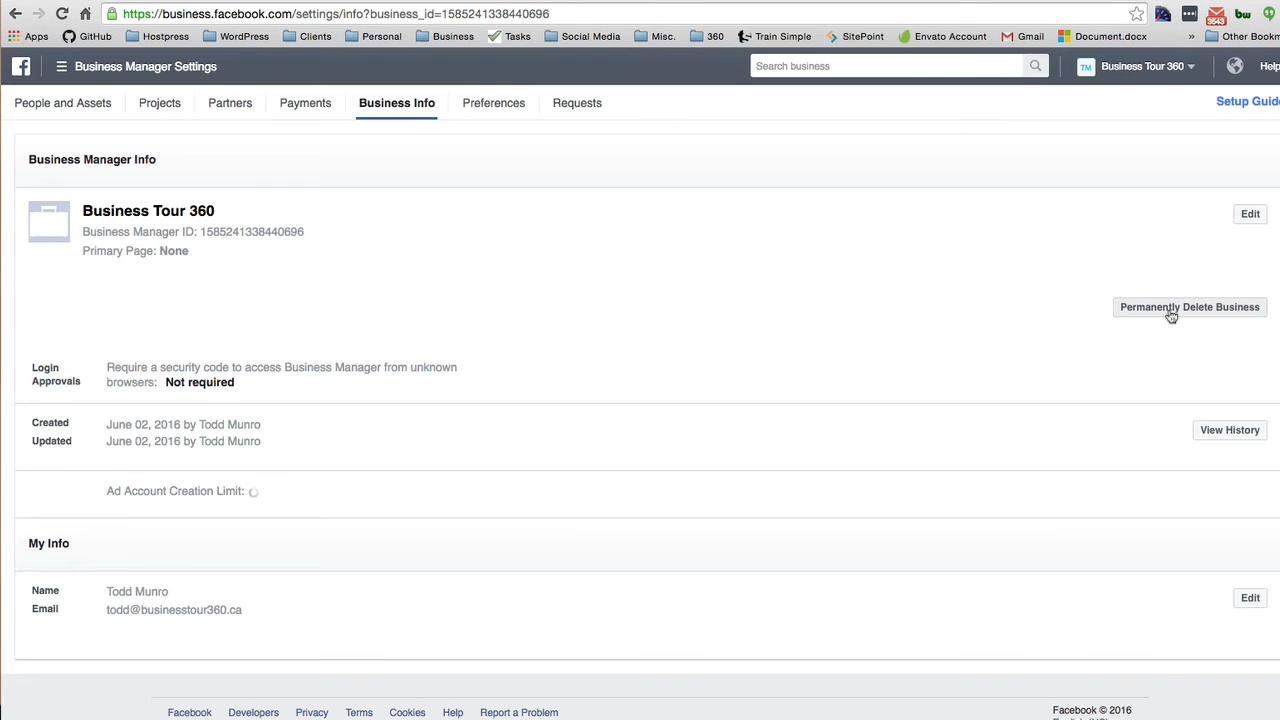 https://business.facebook.com/settings/info?business_id=1585241338440696
3543
bw
Apps GitHub Hostpress WordPress Clients Personal Business Tasks Social Media Misc. 360 Train Simple SitePoint Envato Account Gmail Document.docx » Other Bookm
Business Manager Settings
Search business
TM Business Tour 360
Help
People and Assets Projects Partners Payments Business Info Preferences Requests
Setup Guide
Business Manager Info
Business Tour 360
Edit
Business Manager ID: 1585241338440696
Primary Page: None
Permanently Delete Business
Login Approvals
Require a security code to access Business Manager from unknown
browsers: Not required
Created June 02, 2016 by Todd Munro
Updated June 02, 2016 by Todd Munro
View History
Ad Account Creation Limit:
My Info
Name Todd Munro
Edit
Email todd@businesstour360.ca
Facebook Developers Privacy Terms Cookies Help Report a Problem
Facebook © 2016